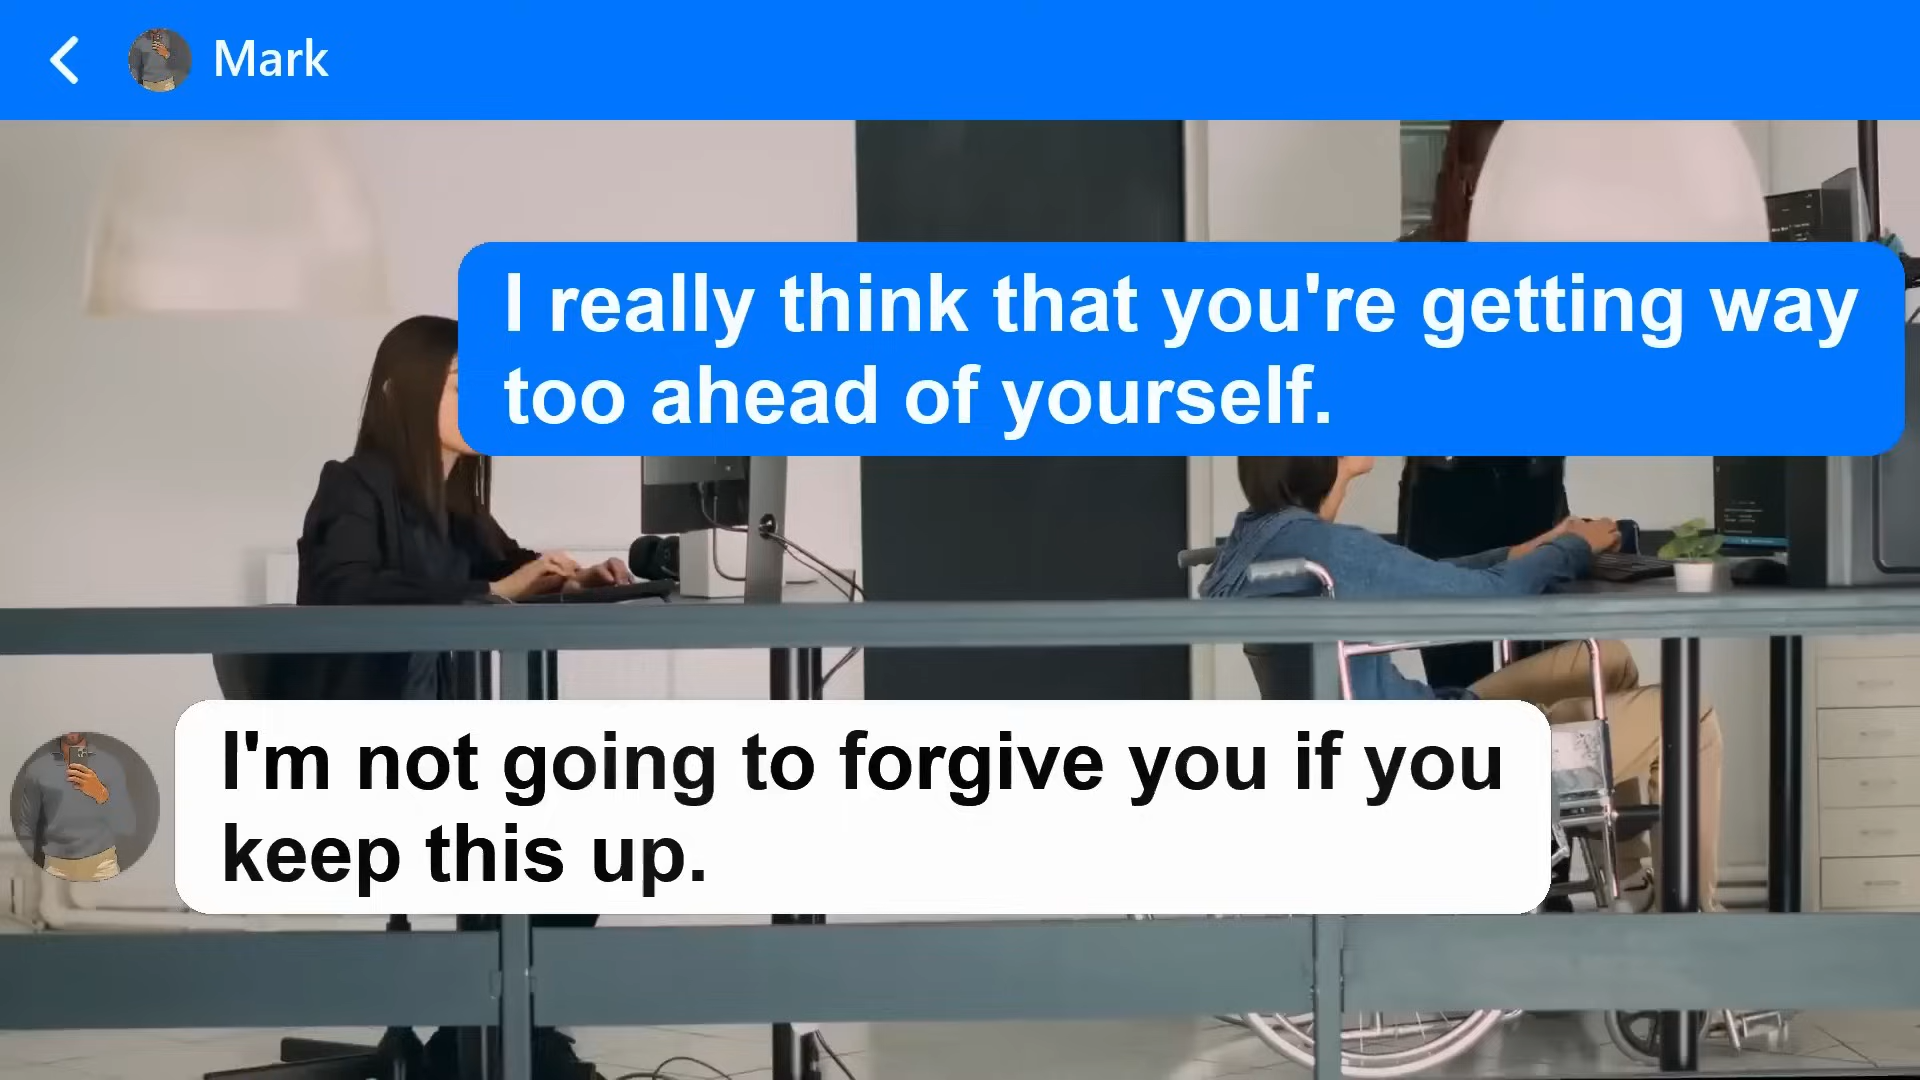 Mark
I really think that you're getting way
too ahead of yourself.
I'm not going to forgive you if you
keep this up.